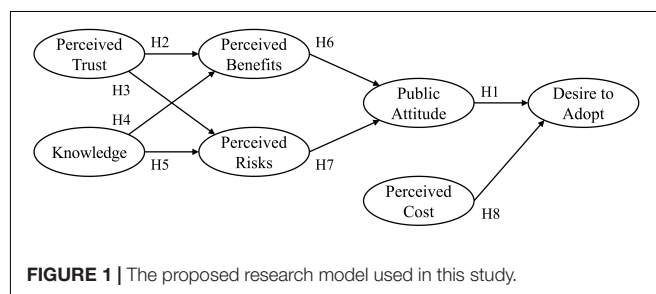 Perceived
Trust
H2
Perceived
Benefits
H6
H3
Public
Attitude
H1
Desire to
Adopt
H4
Knowledge
H5
Perceived
Risks
H7
Perceived
Cost
H8
FIGURE 1 | The proposed research model used in this study.